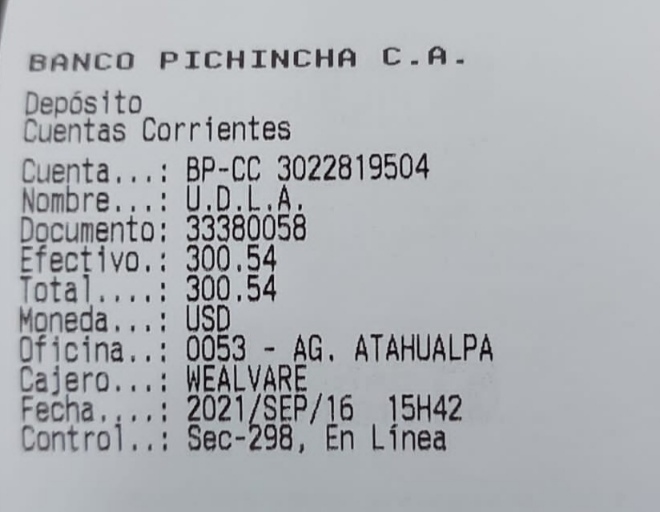 BANCO PICHINCHA C.A.
Depósito
Cuentas Corrientes
Cuenta...: BP-CC 3022819504
Nombre...: U.D.L.A.
Documento: 33380058
Efectivo.: 300.54
Total....: 300.54
Moneda...: USD
Oficina..: 0053 - AG. ATAHUALPA
Cajero...: WEALVARE
Fecha....: 2021/SEP/16 15H42
Control..: Sec-298, En Línea